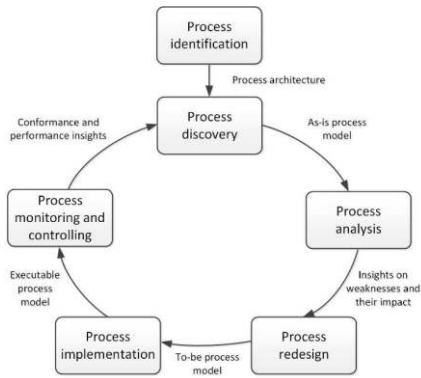 Process
identification
Process architecture
Process
discovery
As-is process
model
Process
analysis
Insights on
weaknesses and
their impact
Process
redesign
To-be process
model
Process
implementation
Executable
process
model
Process
monitoring and
controlling
Conformance and
performance insights